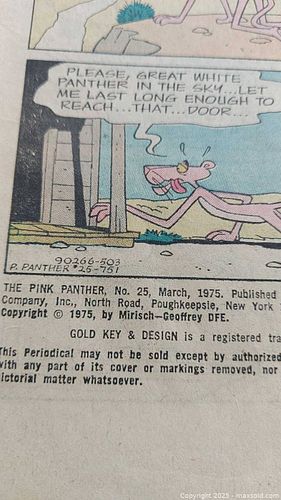 PLEASE, GREAT WHITE
PANTHER IN THE SKY...LET
ME LAST LONG ENOUGH TO
REACH...THAT...DOOR....
90266-503
P. PANTHER #25-751
THE PINK PANTHER, No. 25, March, 1975. Published
Company, Inc., North Road, Poughkeepsie, New York
Copyright © 1975, by Mirisch-Geoffrey DFE.
GOLD KEY & DESIGN is a registered tra
This Periodical may not be sold except by authorized
with any part of its cover or markings removed, nor
pictorial matter whatsoever.
Copyright 2025 - maxsold.com